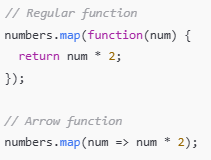 // Regular function
numbers.map(function(num) {
  return num * 2;
});

// Arrow function
numbers.map(num => num * 2);